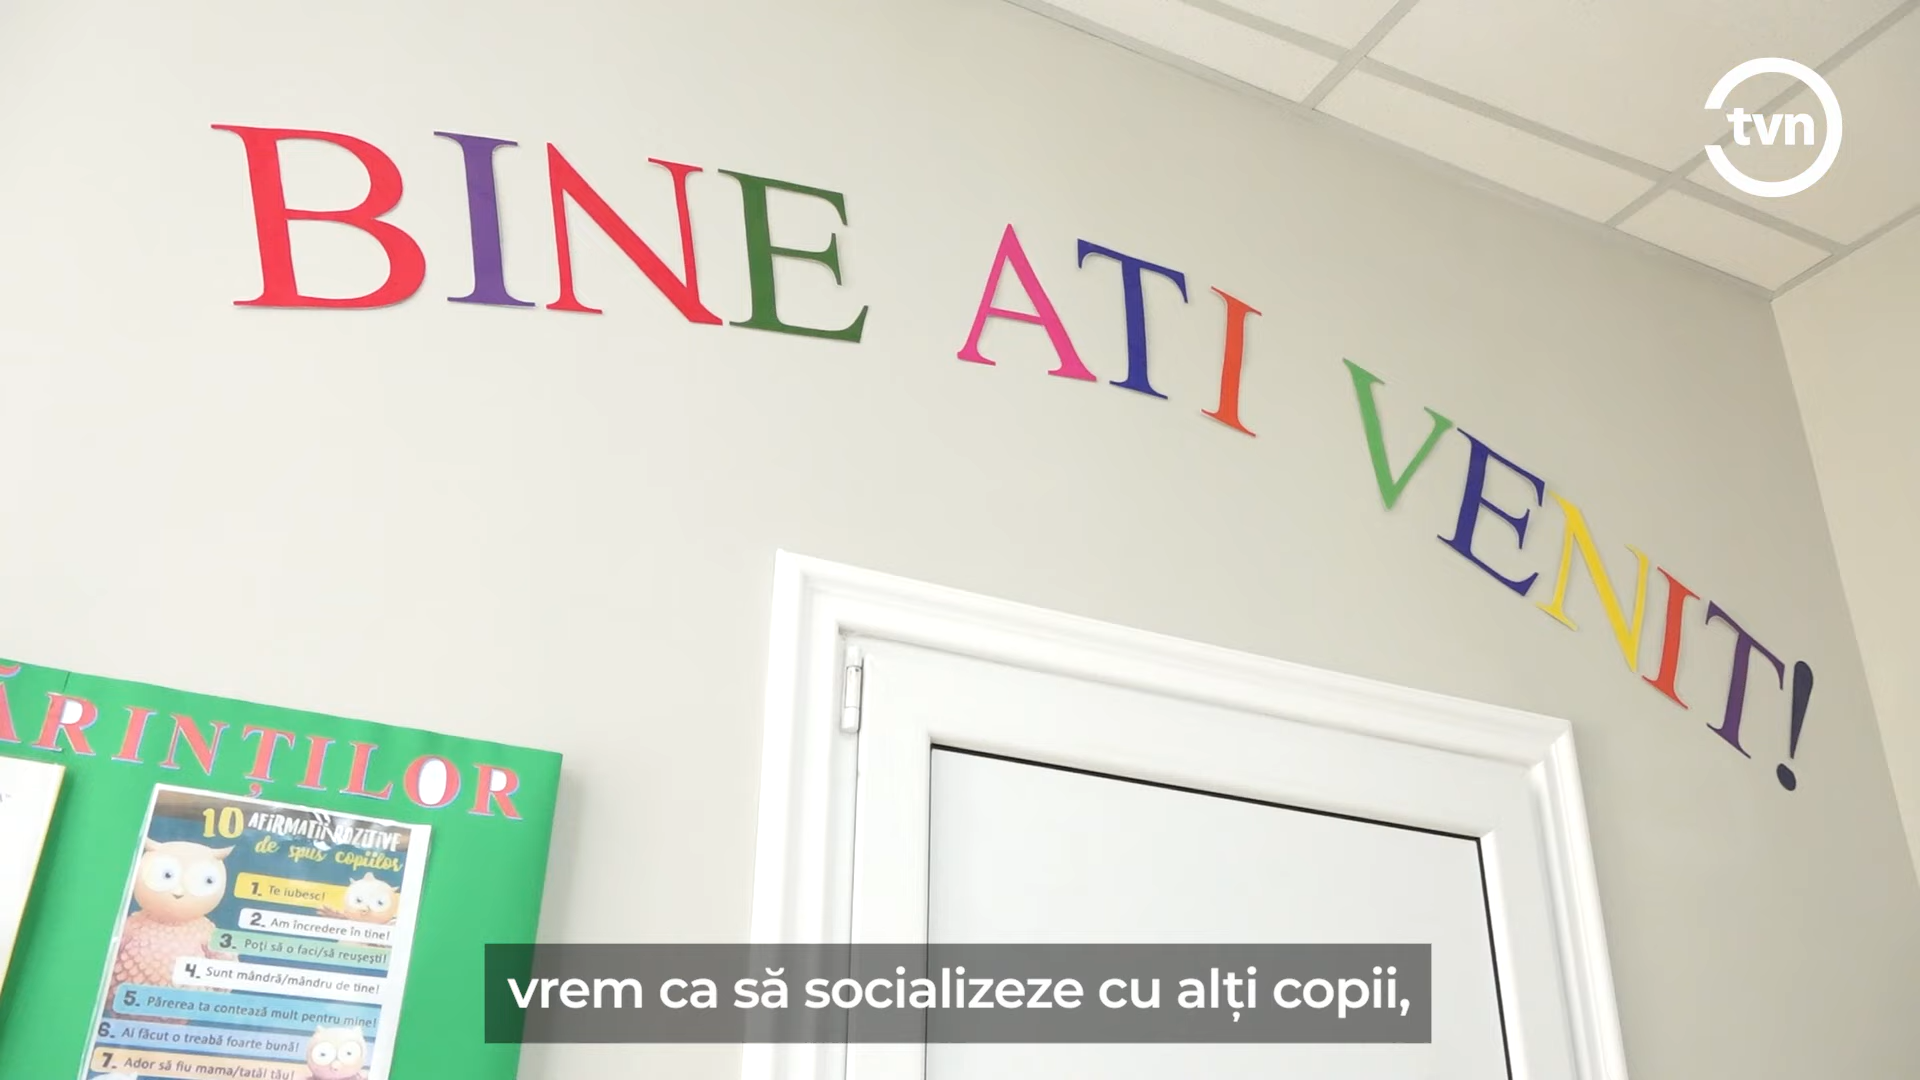 tvn
BINE ATI VENIT!
ĂRINȚILOR
10 AFIRMAȚII POZITIVE
de spus copiilor
1. Te iubesc!
2. Am încredere în tine!
3. Poți să o faci/să reușești!
4. Sunt mândră/mândru de tine!
5. Părerea ta contează mult pentru mine!
6. Ai făcut o treabă foarte bună!
7. Ador să fiu mama/tatăl tău!
vrem ca să socializeze cu alți copii,